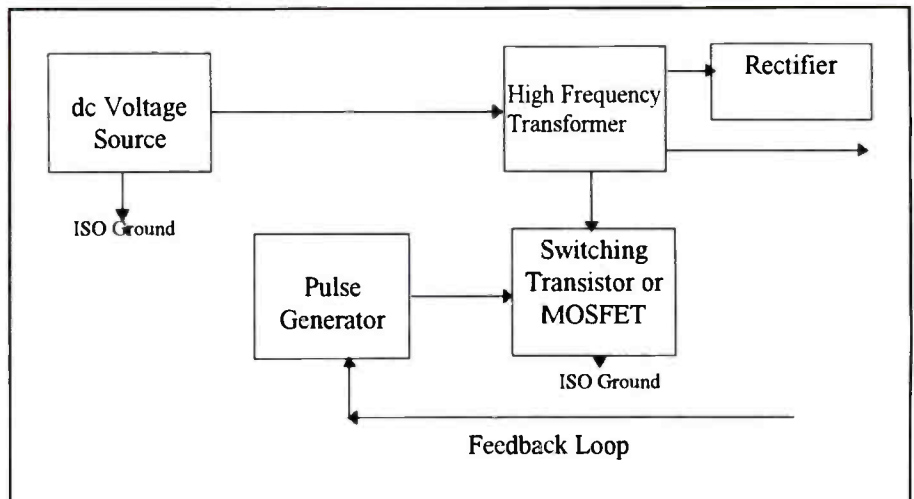 dc Voltage
Source
ISO Ground
High Frequency
Transformer
Rectifier
Pulse
Generator
Switching
Transistor or
MOSFET
ISO Ground
Feedback Loop